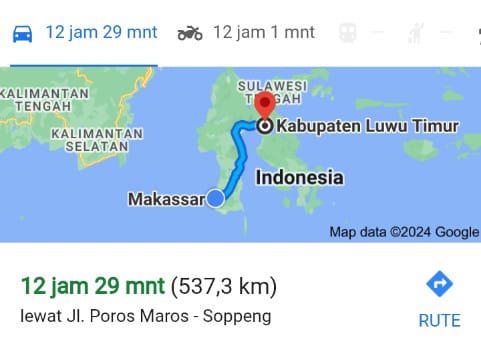 12 jam 29 mnt
12 jam 1 mnt
KALIMANTAN
TENGAH
SULAWESI
TENGAH
KALIMANTAN
SELATAN
Kabupaten Luwu Timur
Indonesia
Makassar
Map data ©2024 Google
12 jam 29 mnt (537,3 km)
lewat Jl. Poros Maros - Soppeng
RUTE